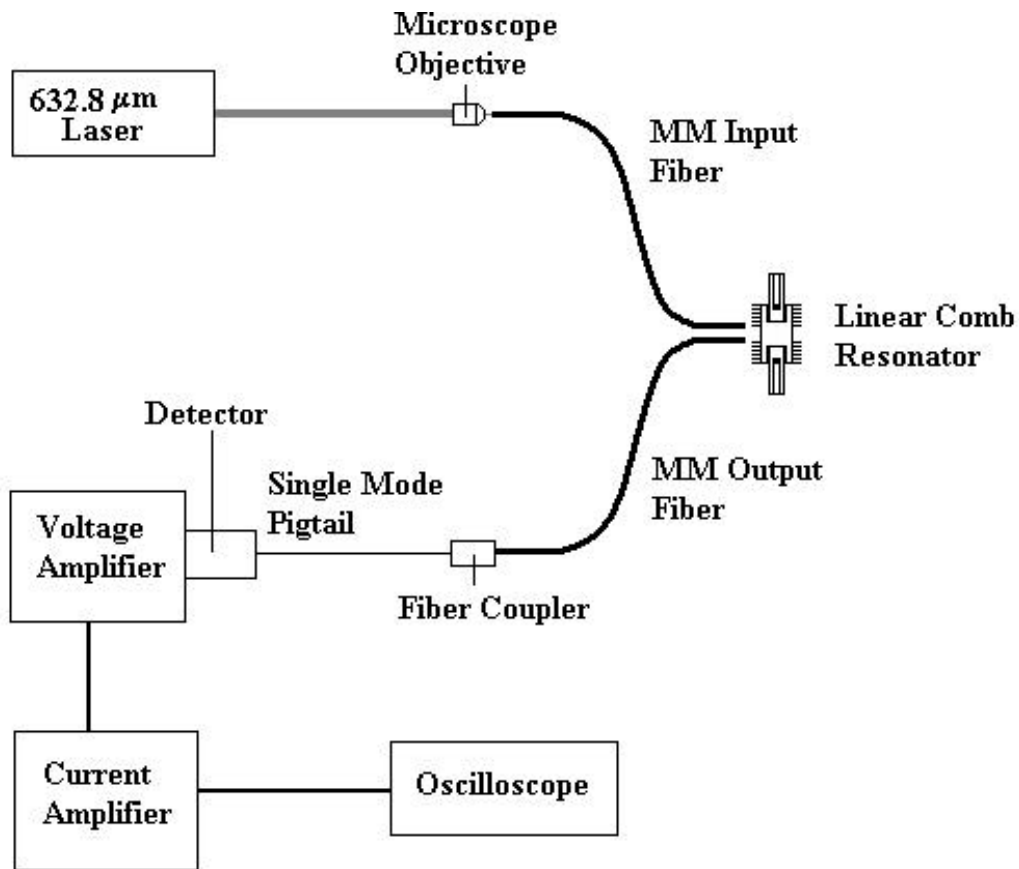 Microscope
Objective
632.8 μm
Laser
MM Input
Fiber
Linear Comb
Resonator
Detector
MM Output
Fiber
Single Mode
Pigtail
Voltage
Amplifier
Fiber Coupler
Current
Amplifier
Oscilloscope